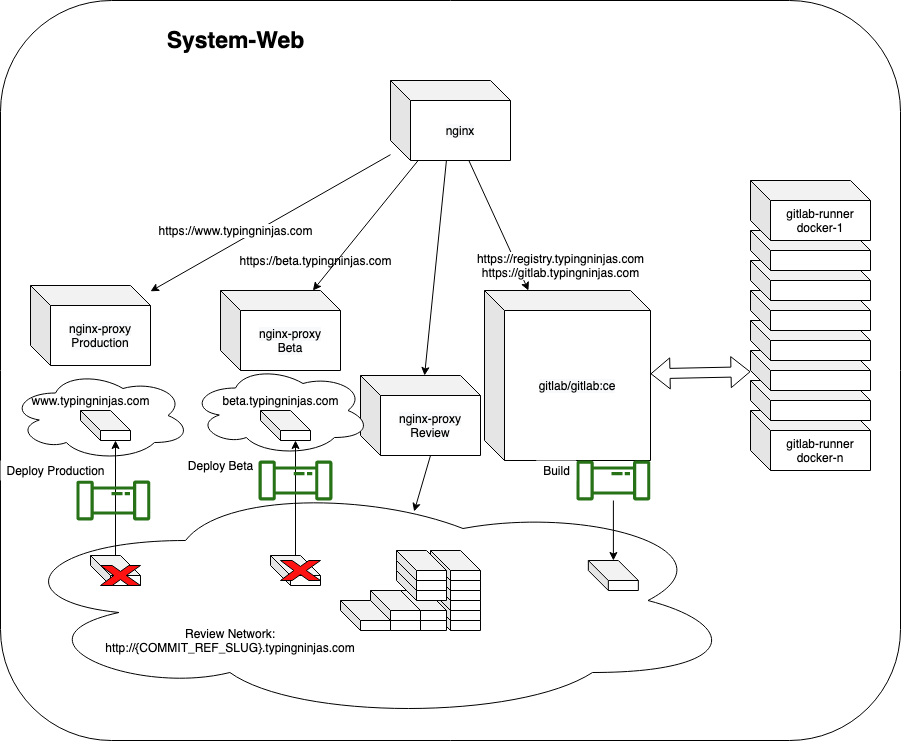 System-Web
nginx
https://www.typingninjas.com
https://beta.typingninjas.com
https://registry.typingninjas.com
https://gitlab.typingninjas.com
gitlab-runner
docker-1
nginx-proxy
Production
nginx-proxy
Beta
gitlab/gitlab:ce
www.typingninjas.com
beta.typingninjas.com
nginx-proxy
Review
gitlab-runner
docker-n
Deploy Production
Deploy Beta
Build
Review Network:
http://{COMMIT_REF_SLUG}.typingninjas.com